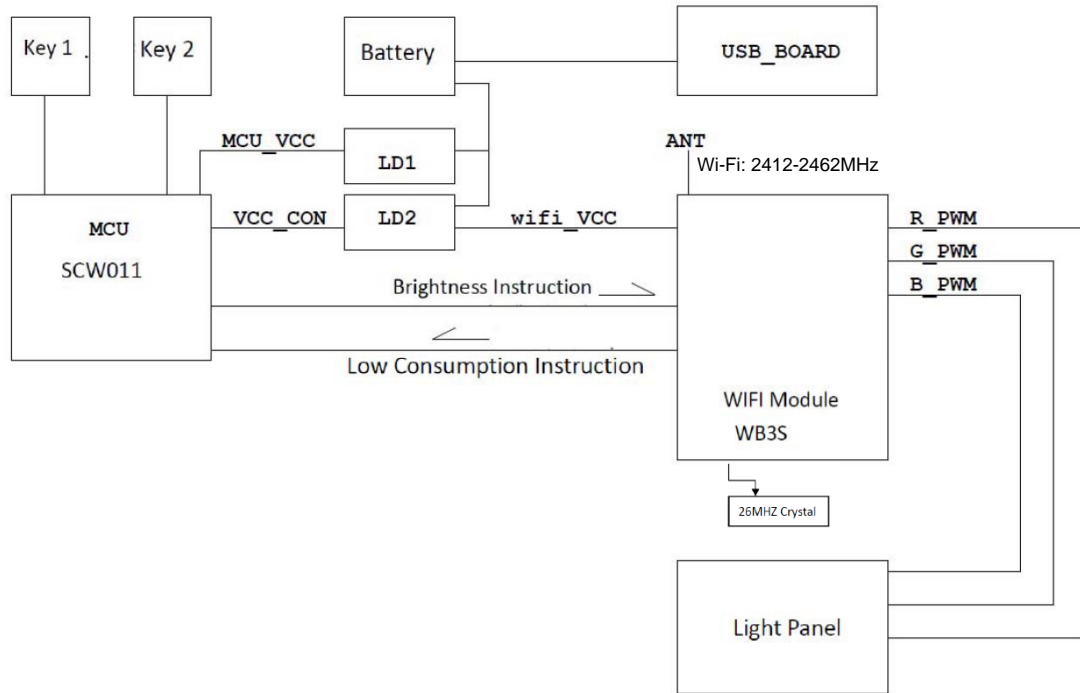 Key 1 .
Key 2
Battery
USB_BOARD
MCU_VCC
LD1
ANT
Wi-Fi: 2412-2462MHz
MCU
SCW011
VCC_CON
LD2
wifi_VCC
R_PWM
G_PWM
B_PWM
Brightness Instruction
Low Consumption Instruction
WIFI Module
WB3S
26MHZ Crystal
Light Panel